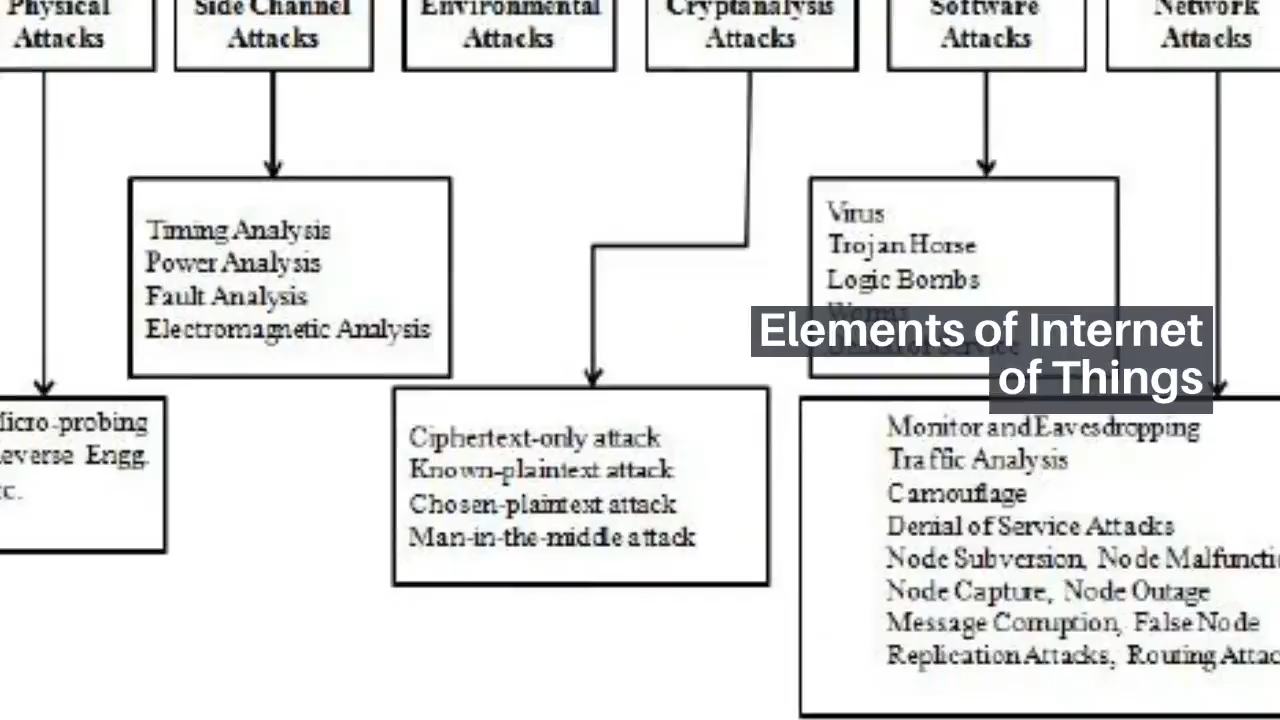 Physical
Attacks
Side Channel
Attacks
Environmental
Attacks
Cryptanalysis
Attacks
Software
Attacks
Network
Attacks
Timing Analysis
Power Analysis
Fault Analysis
Electromagnetic Analysis
Virus
Trojan Horse
Logic Bombs
Worms
Elements of Internet
of Things
Micro-probing
Engg.
Ciphertext-only attack
Known-plaintext attack
Chosen-plaintext attack
Man-in-the-middle attack
Monitor and Eavesdropping
Traffic Analysis
Camouflage
Denial of Service Attacks
Node Subversion, Node
Node Capture, Node Outage
Message Corruption, False Node
Replication Attacks, Routing